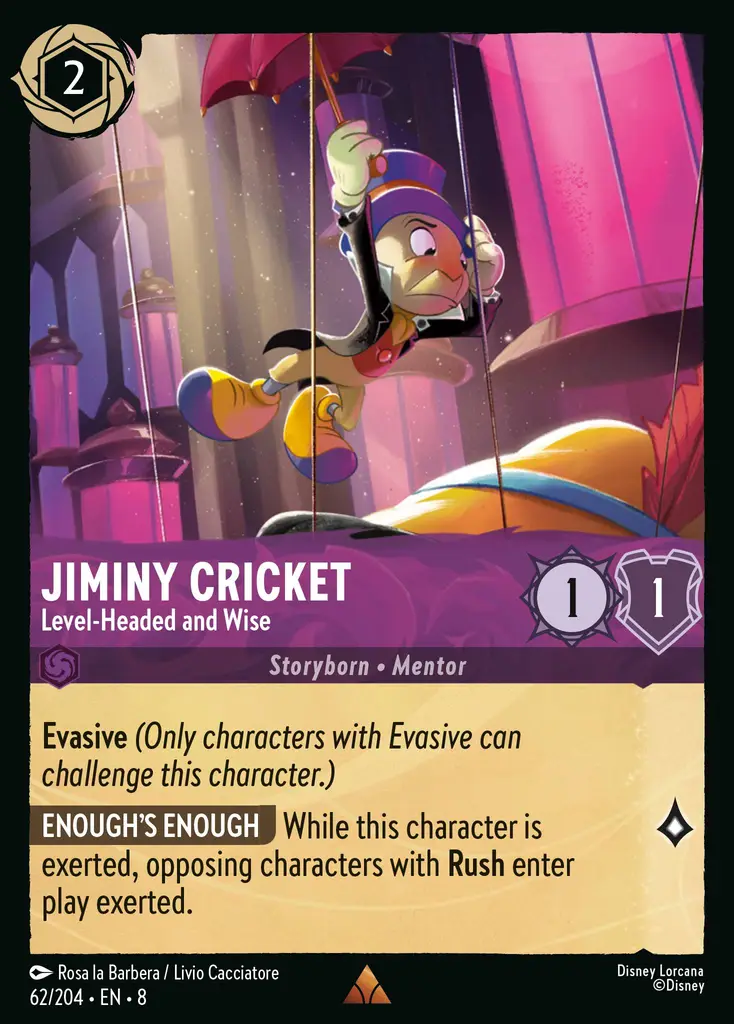 2
JIMINY CRICKET
Level-Headed and Wise
1
1
Storyborn • Mentor
Evasive (Only characters with Evasive can
challenge this character.)
ENOUGH'S ENOUGH While this character is
exerted, opposing characters with Rush enter
play exerted.
Rosa la Barbera / Livio Cacciatore
62/204 • EN • 8
Disney Lorcana
©Disney